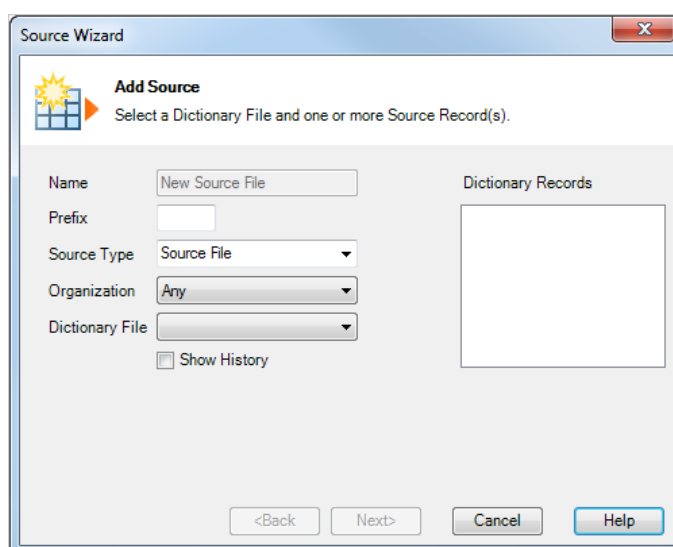 Source Wizard
Add Source
Select a Dictionary File and one or more Source Record(s).
Name New Source File Dictionary Records
Prefix
Source Type Source File
Organization Any
Dictionary File
Show History
<Back Next> Cancel Help